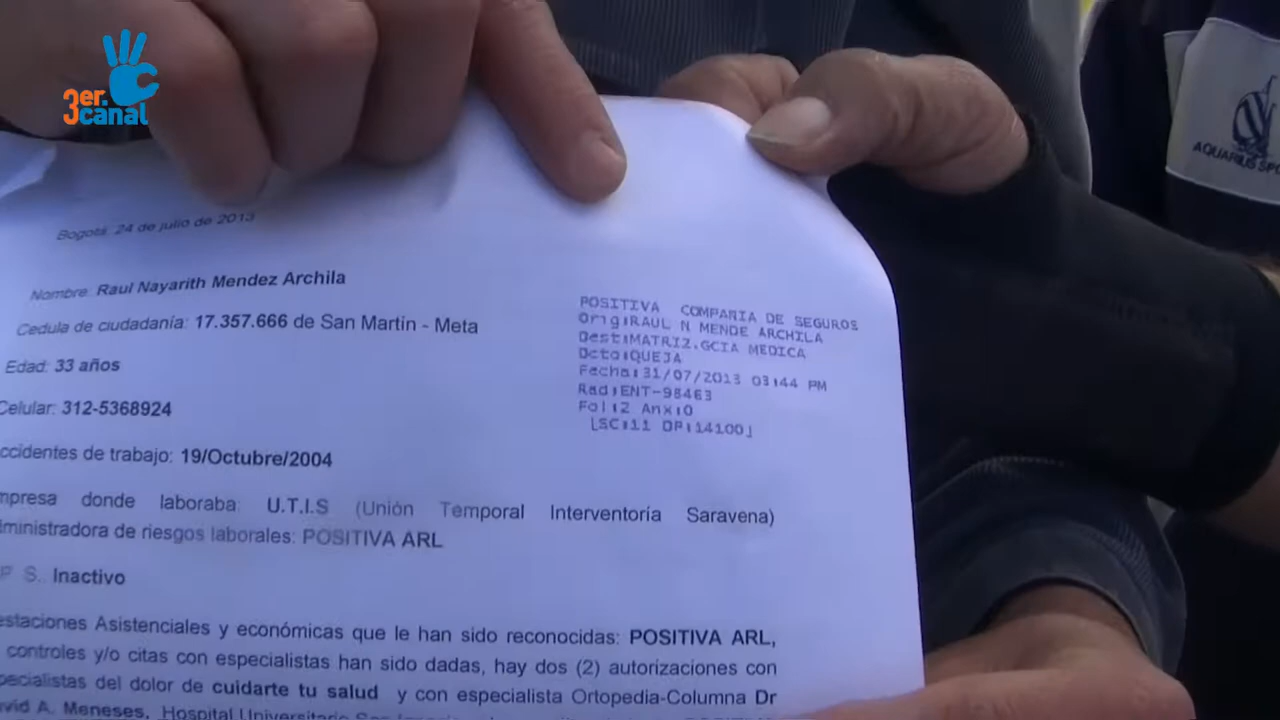 3er.
canal
AQUARIUS
Bogotá: 24 de julio de 2013
Nombre: Raul Nayarith Mendez Archila
Cedula de ciudadanía: 17.357.666 de San Martin - Meta
Edad: 33 años
Celular: 312-5368924
ccidentes de trabajo: 19/Octubre/2004
mpresa donde laboraba: U.T.I.S (Unión Temporal Interventoría Saravena)
ministradora de riesgos laborales: POSITIVA ARL
P S.. Inactivo
estaciones Asistenciales y económicas que le han sido reconocidas: POSITIVA ARL,
controles y/o citas con especialistas han sido dadas, hay dos (2) autorizaciones con
pecialistas del dolor de cuidarte tu salud y con especialista Ortopedia-Columna Dr
avid A. Meneses, Hospital Universitario San
POSITIVA COMPANIA DE SEGUROS
Orig:RAUL N MENDE ARCHILA
Dest:MATRIZ.GCIA MEDICA
Dcto:QUEJA
Fecha:31/07/2013 03:44 PM
Rad:ENT-98463
Fol:2 Anx:0
[SC:11 DP:14100]